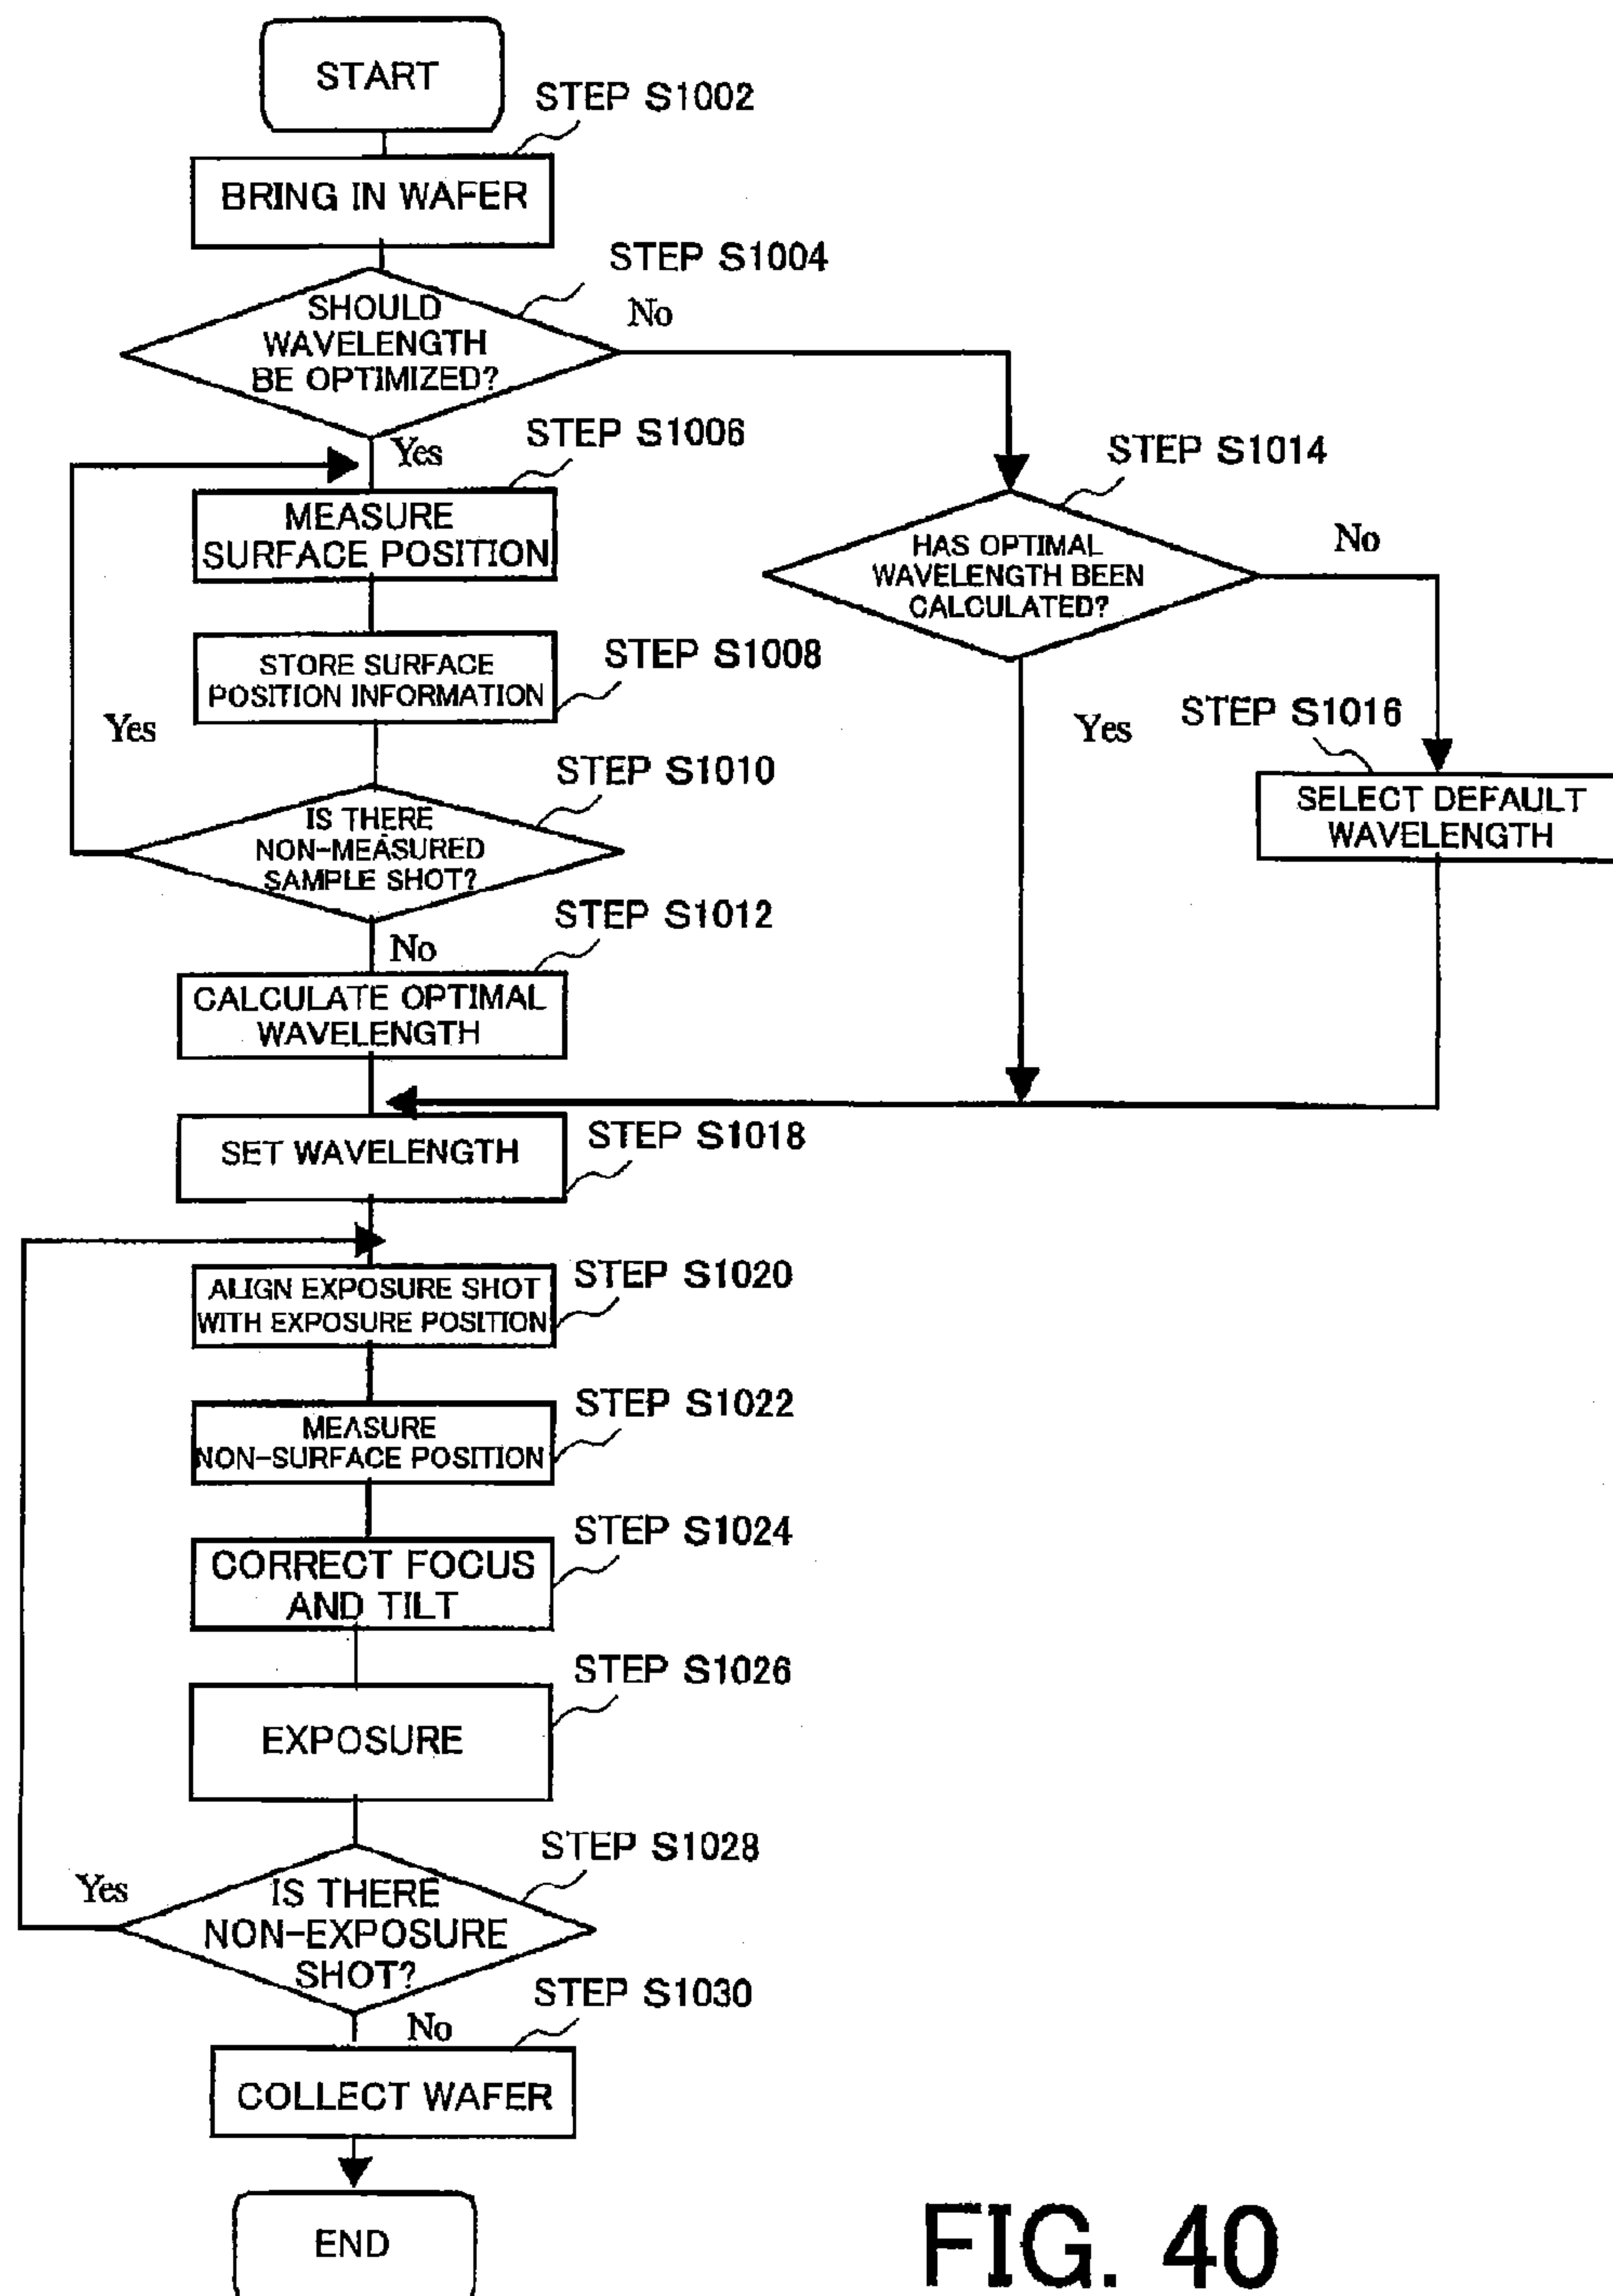 START
STEP S1002
BRING IN WAFER
STEP S1004
SHOULD
WAVELENGTH
BE OPTIMIZED?
No
Yes
STEP S1006
MEASURE
SURFACE POSITION
STEP S1008
STORE SURFACE
POSITION INFORMATION
Yes
STEP S1010
IS THERE
NON-MEASURED
SAMPLE SHOT?
No
STEP S1012
CALCULATE OPTIMAL
WAVELENGTH
STEP S1014
HAS OPTIMAL
WAVELENGTH BEEN
CALCULATED?
No
Yes
STEP S1016
SELECT DEFAULT
WAVELENGTH
STEP S1018
SET WAVELENGTH
STEP S1020
ALIGN EXPOSURE SHOT
WITH EXPOSURE POSITION
STEP S1022
MEASURE
NON-SURFACE POSITION
STEP S1024
CORRECT FOCUS
AND TILT
STEP S1026
EXPOSURE
STEP S1028
Yes
IS THERE
NON-EXPOSURE
SHOT?
No
STEP S1030
COLLECT WAFER
END
FIG. 40